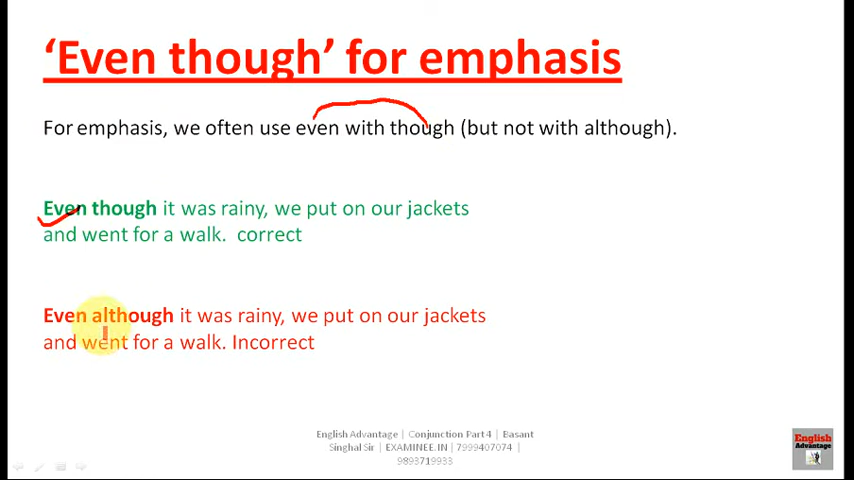 ‘Even though’ for emphasis
For emphasis, we often use even with though (but not with although).
Even though it was rainy, we put on our jackets
and went for a walk.  correct
Even although it was rainy, we put on our jackets
and went for a walk. Incorrect
English Advantage | Conjunction Part 4 | Basant
Singhal Sir | EXAMINEE.IN | 7999407074 |
9893719933
English
Advantage